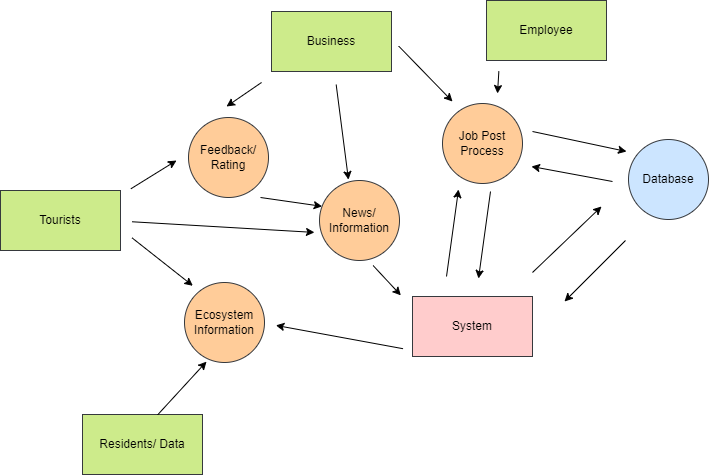 Business
Employee
Feedback/
Rating
Job Post
Process
Database
Tourists
News/
Information
Ecosystem
Information
System
Residents/ Data